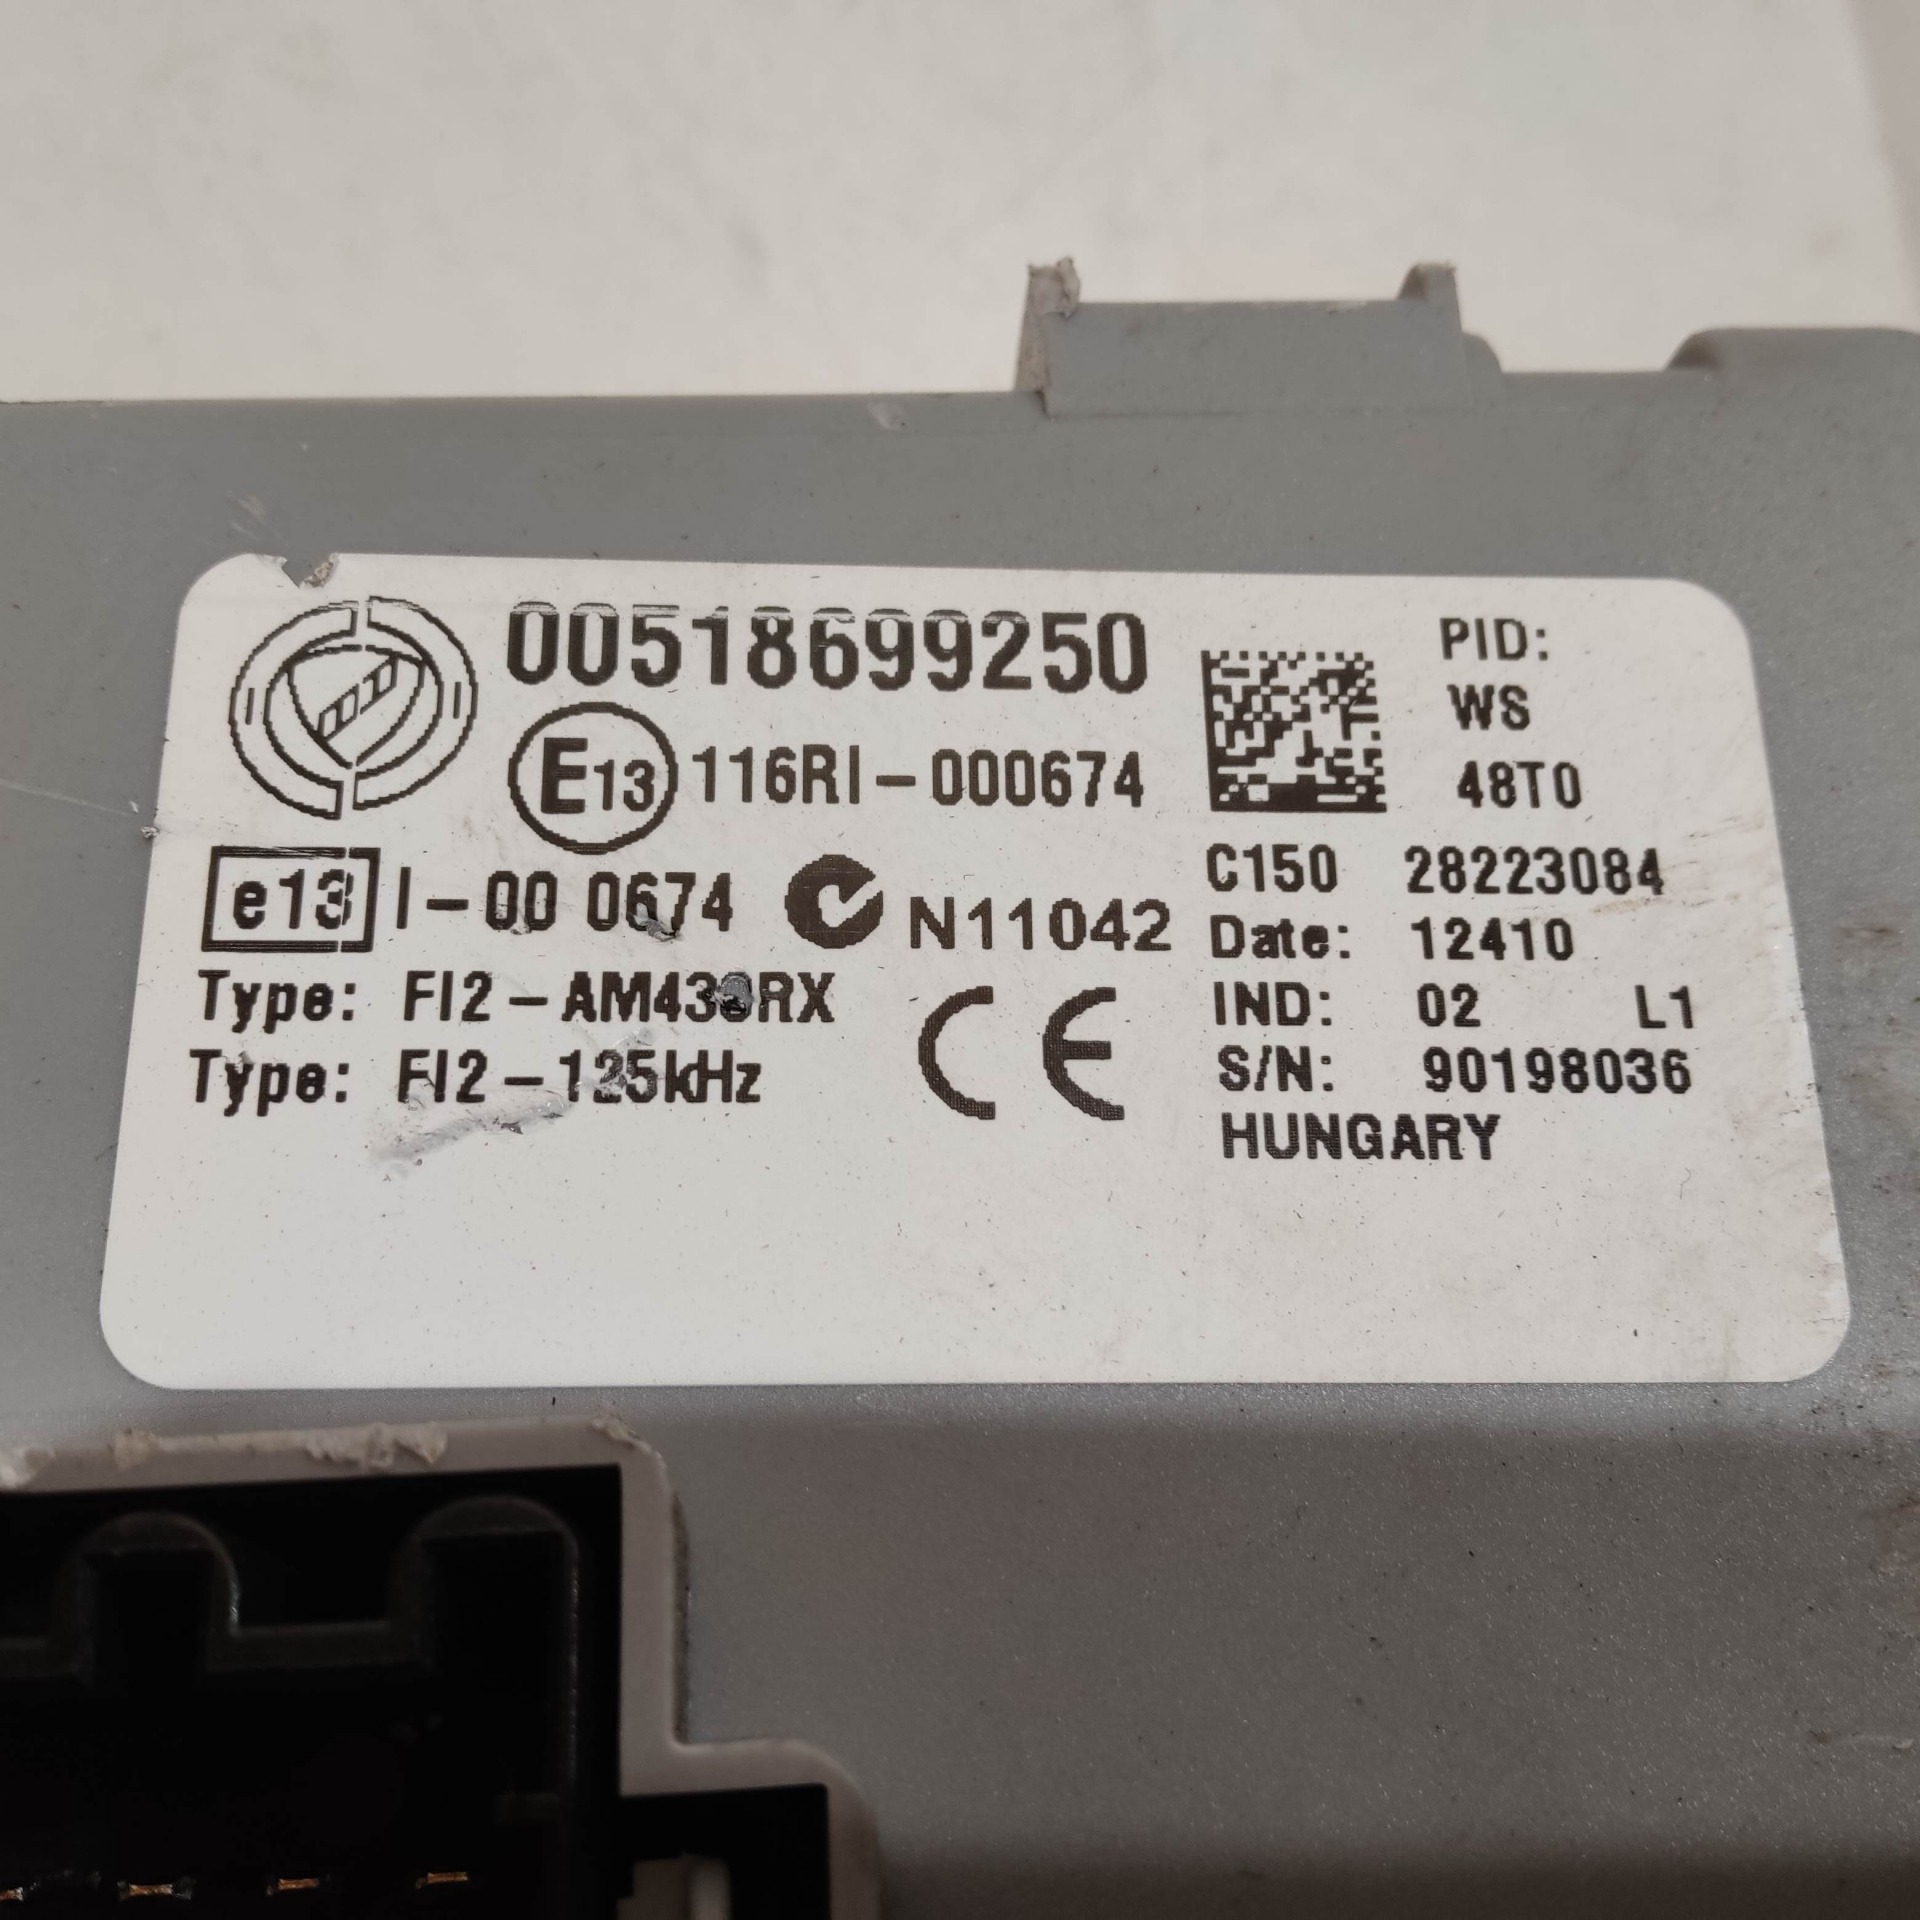 00518699250
E13 116RI-000674
e13 I-00 0674 N11042
Type: FI2-AM433RX
Type: FI2-125kHz
CE
PID:
WS
48T0
C150 28223084
Date: 12410
IND: 02 L1
S/N: 90198036
HUNGARY